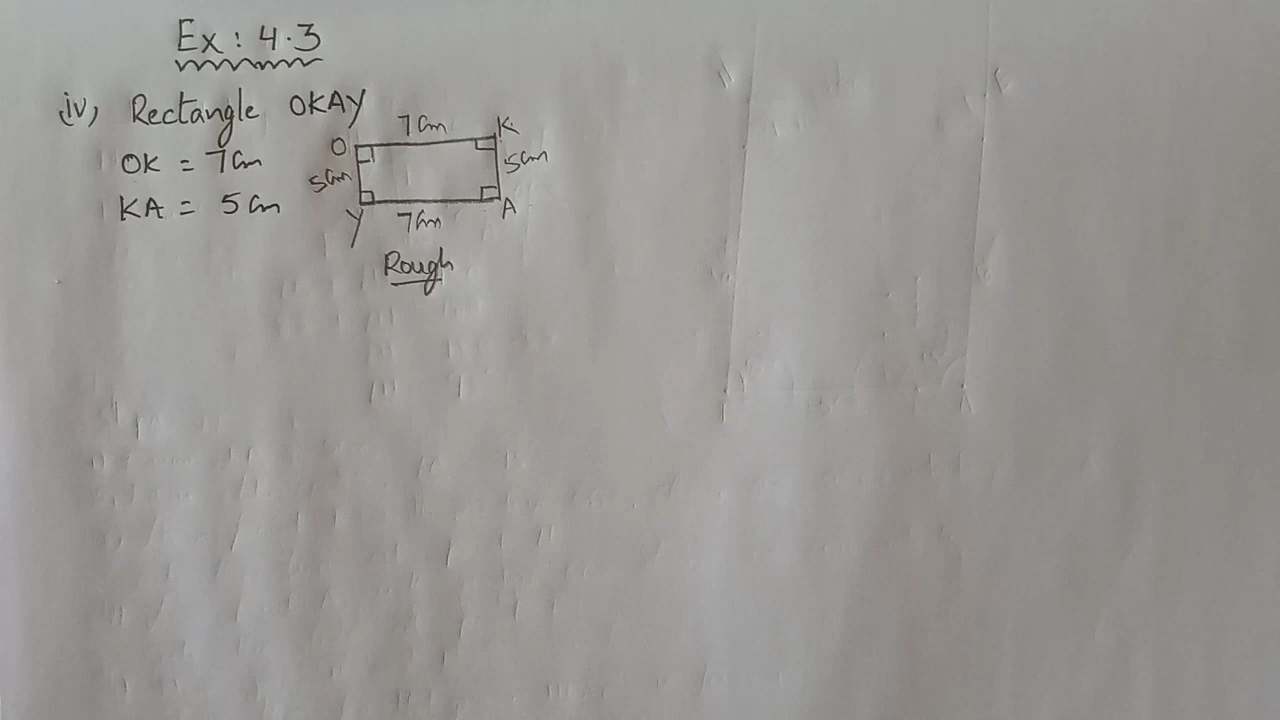 Ex: 4.3
iv) Rectangle OKAY
OK = 7cm
KA = 5cm
7cm
O
K
5cm
5cm
Y
7cm
A
Rough